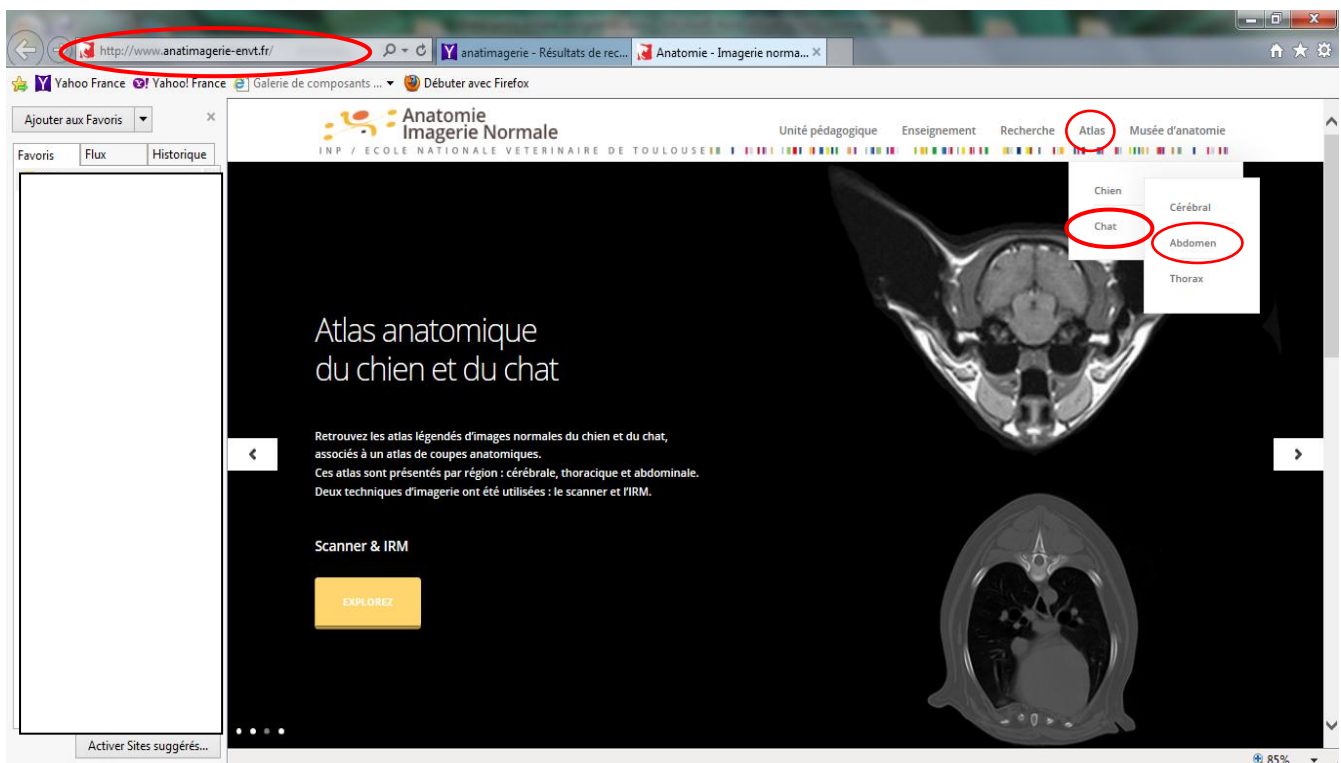 http://www.anatimagerie-envt.fr/
anatimagerie - Résultats de rec...
Anatomie - Imagerie norma...
Yahoo France
Yahoo! France
Galerie de composants ...
Débuter avec Firefox
Ajouter aux Favoris
Favoris
Flux
Historique
Anatomie
Imagerie Normale
INP / ECOLE NATIONALE VETERINAIRE DE TOULOUSE
Unité pédagogique
Enseignement
Recherche
Atlas
Musée d'anatomie
Chien
Chat
Cérébral
Abdomen
Thorax
Atlas anatomique
du chien et du chat
Retrouvez les atlas légendés d'images normales du chien et du chat,
associés à un atlas de coupes anatomiques.
Ces atlas sont présentés par région : cérébrale, thoracique et abdominale.
Deux techniques d'imagerie ont été utilisées : le scanner et l'IRM.
Scanner & IRM
EXPLOREZ
Activer Sites suggérés...
85%